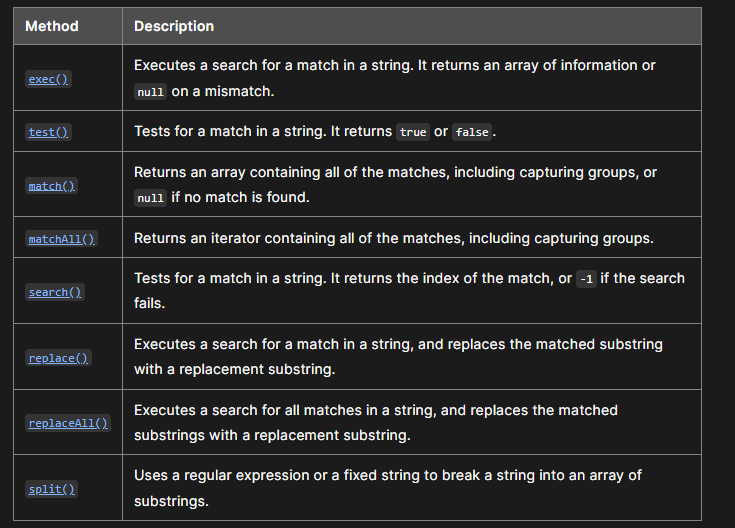 Method Description
exec()
Executes a search for a match in a string. It returns an array of information or
null on a mismatch.
test()
Tests for a match in a string. It returns true or false.
match()
Returns an array containing all of the matches, including capturing groups, or
null if no match is found.
matchAll()
Returns an iterator containing all of the matches, including capturing groups.
search()
Tests for a match in a string. It returns the index of the match, or -1 if the search
fails.
replace()
Executes a search for a match in a string, and replaces the matched substring
with a replacement substring.
replaceAll()
Executes a search for all matches in a string, and replaces the matched
substrings with a replacement substring.
split()
Uses a regular expression or a fixed string to break a string into an array of
substrings.